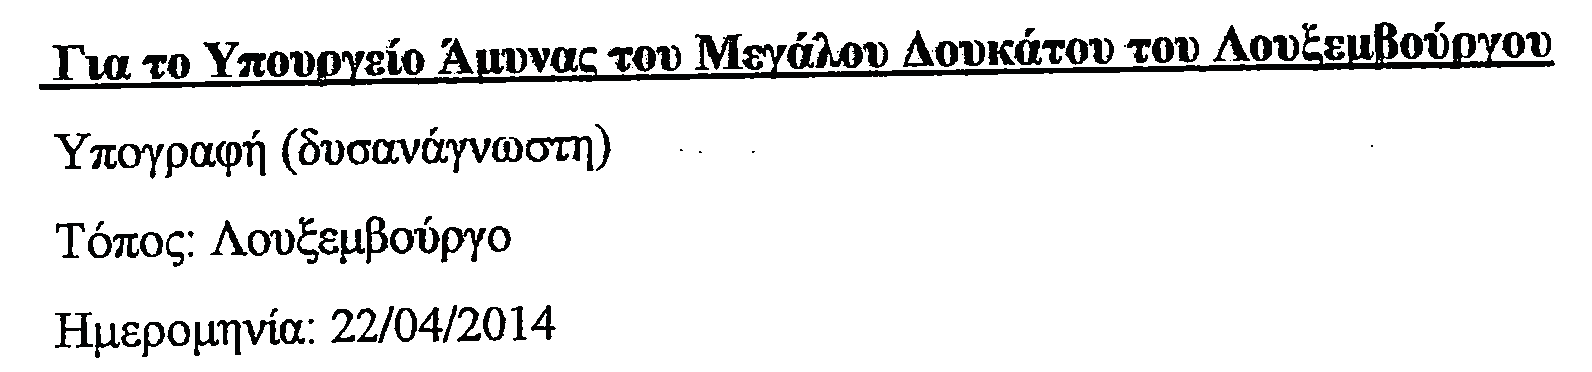 Για το Υπουργείο Άμυνας του Μεγάλου Δουκάτου του Λουξεμβούργου
Υπογραφή (δυσανάγνωστη)
Τόπος: Λουξεμβούργο
Ημερομηνία: 22/04/2014